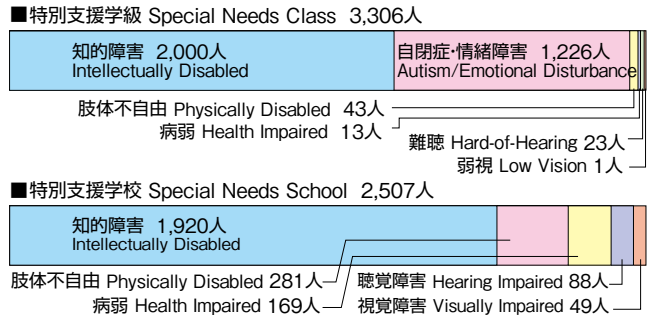 ■特別支援学級 Special Needs Class 3,306人
知的障害 2,000人
Intellectually Disabled
自閉症・情緒障害 1,226人
Autism/Emotional Disturbance
肢体不自由 Physically Disabled 43人
病弱 Health Impaired 13人
難聴 Hard-of-Hearing 23人
弱視 Low Vision 1人
■特別支援学校 Special Needs School 2,507人
知的障害 1,920人
Intellectually Disabled
肢体不自由 Physically Disabled 281人
聴覚障害 Hearing Impaired 88人
病弱 Health Impaired 169人
視覚障害 Visually Impaired 49人